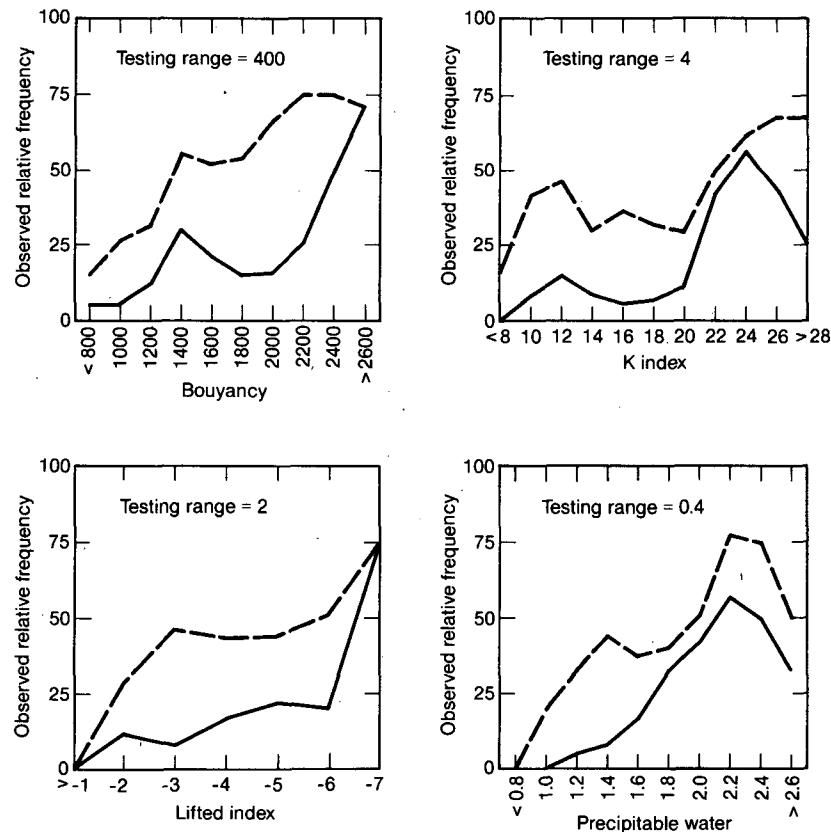 100
75
50
25
0
Observed relative frequency
Testing range = 400
<800 1000 1200 1400 1600 1800 2000 2200 2400 >2600
Bouyancy
100
75
50
25
0
Observed relative frequency
Testing range = 4
<8 10 12 14 16 18 20 22 24 26 >28
K index
100
75
50
25
0
Observed relative frequency
Testing range = 2
>-1 -2 -3 -4 -5 -6 -7
Lifted index
100
75
50
25
0
Observed relative frequency
Testing range = 0.4
<0.8 1.0 1.2 1.4 1.6 1.8 2.0 2.2 2.4 >2.6
Precipitable water